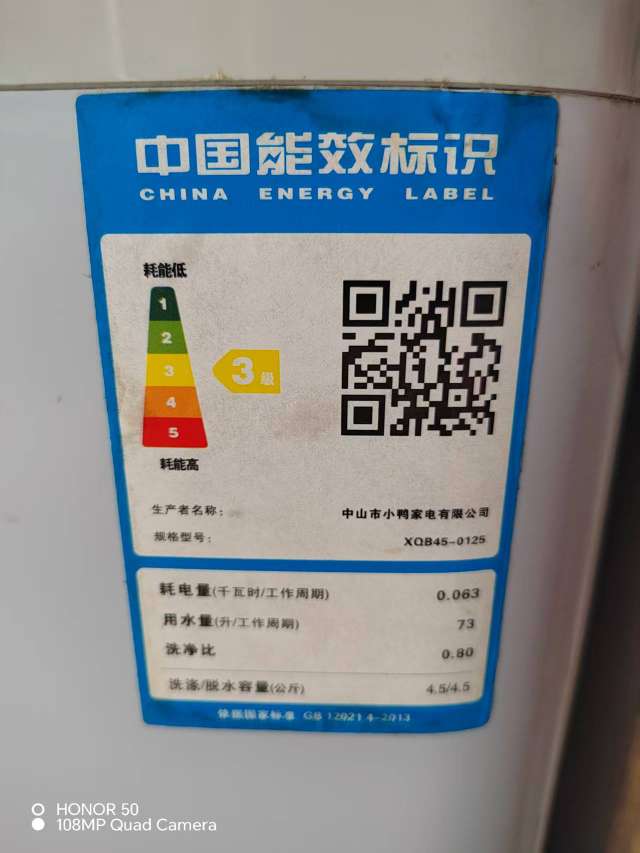 中国能效标识
CHINA ENERGY LABEL
耗能低
1
2
3
4
5
3级
耗能高
生产者名称:
中山市小鸭家电有限公司
规格型号:
XQB45-0125
耗电量(千瓦时/工作周期) 0.063
用水量(升/工作周期) 73
洗净比 0.80
洗涤/脱水容量(公斤) 4.5/4.5
依据国家标准 GB 12021.4-2013
HONOR 50
108MP Quad Camera